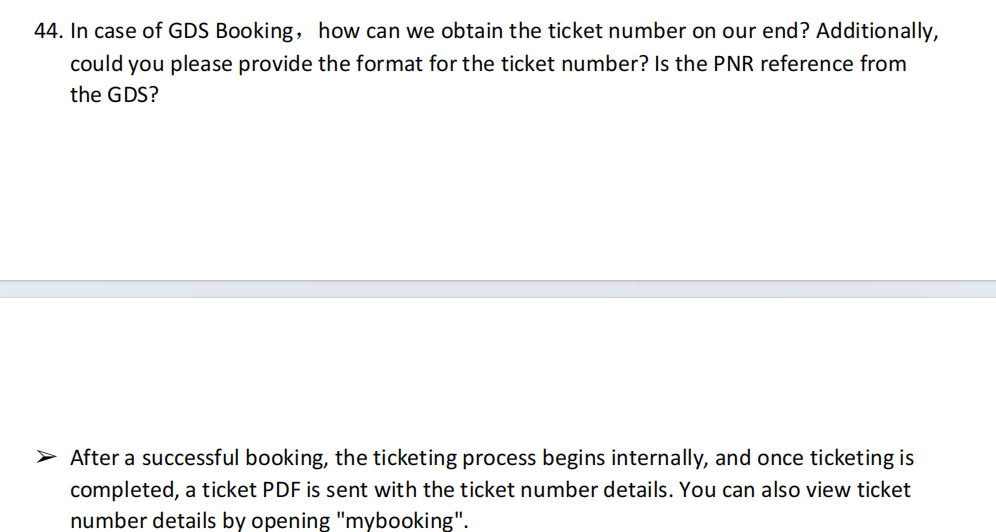 44. In case of GDS Booking，how can we obtain the ticket number on our end? Additionally,
could you please provide the format for the ticket number? Is the PNR reference from
the GDS?
➢ After a successful booking, the ticketing process begins internally, and once ticketing is
completed, a ticket PDF is sent with the ticket number details. You can also view ticket
number details by opening "mybooking".